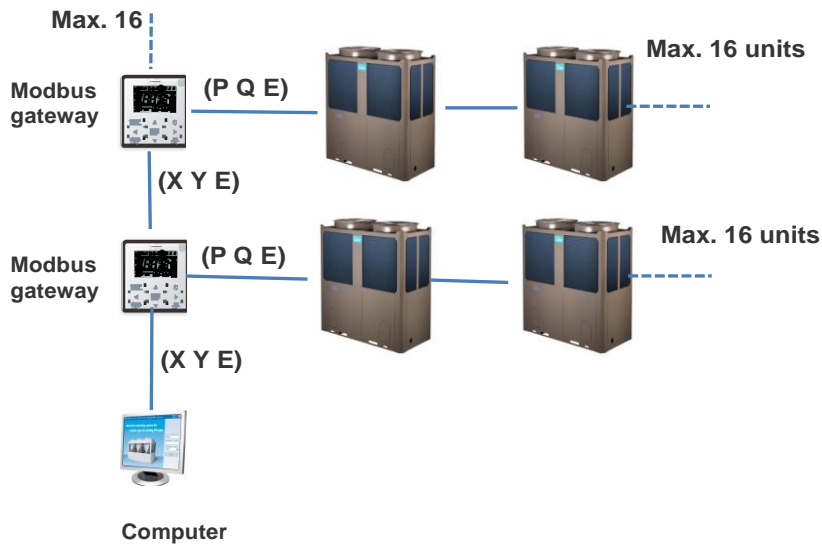 Max. 16
Max. 16 units
Modbus
gateway
(P Q E)
(X Y E)
Max. 16 units
Modbus
gateway
(P Q E)
(X Y E)
Computer